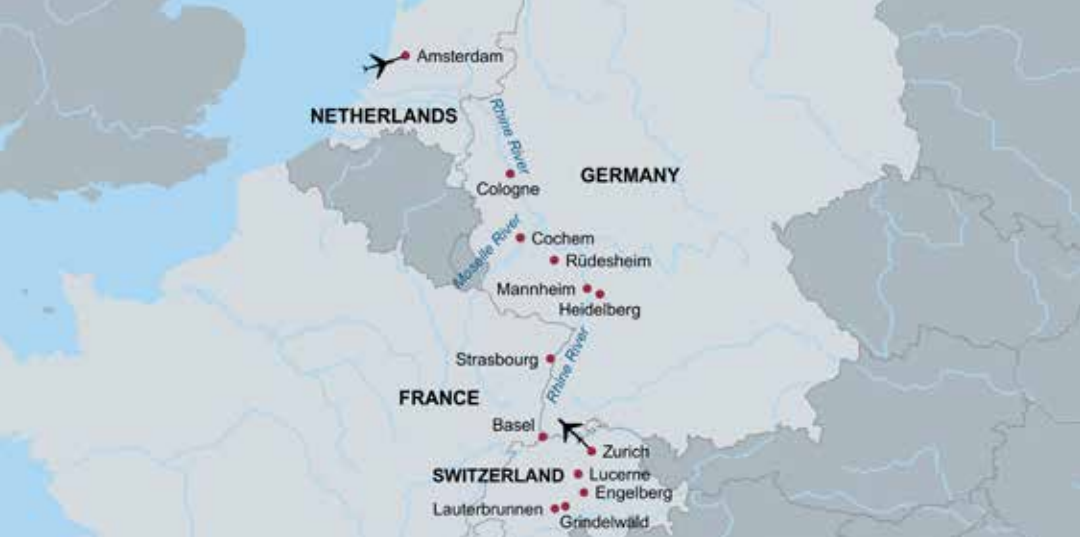 Amsterdam
NETHERLANDS
Rhine River
GERMANY
Cologne
Moselle River
Cochem
Rüdesheim
Mannheim
Heidelberg
Strasbourg
Rhine River
FRANCE
Basel
Zurich
SWITZERLAND
Lucerne
Engelberg
Lauterbrunnen
Grindelwald